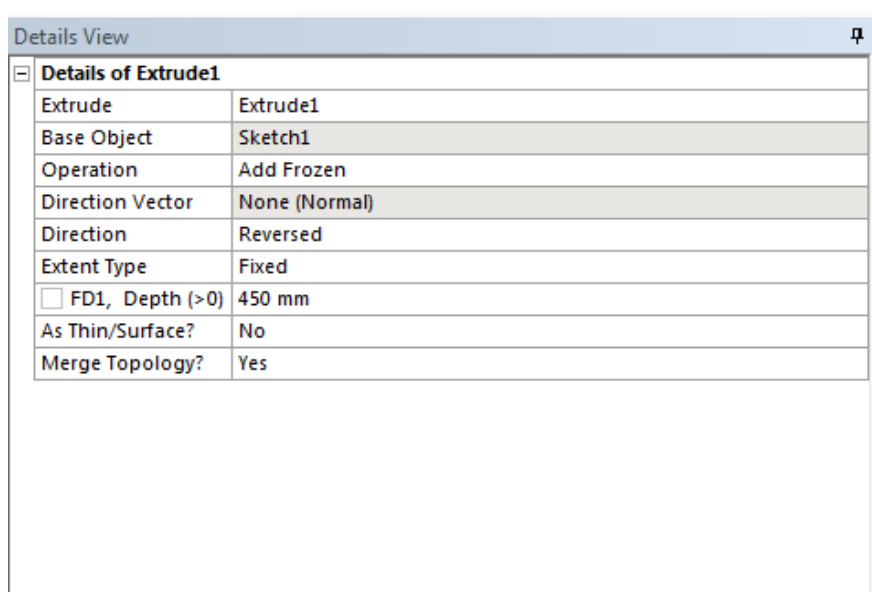 Details View
Details of Extrude1
Extrude Extrude1
Base Object Sketch1
Operation Add Frozen
Direction Vector None (Normal)
Direction Reversed
Extent Type Fixed
FD1, Depth (>0) 450 mm
As Thin/Surface? No
Merge Topology? Yes